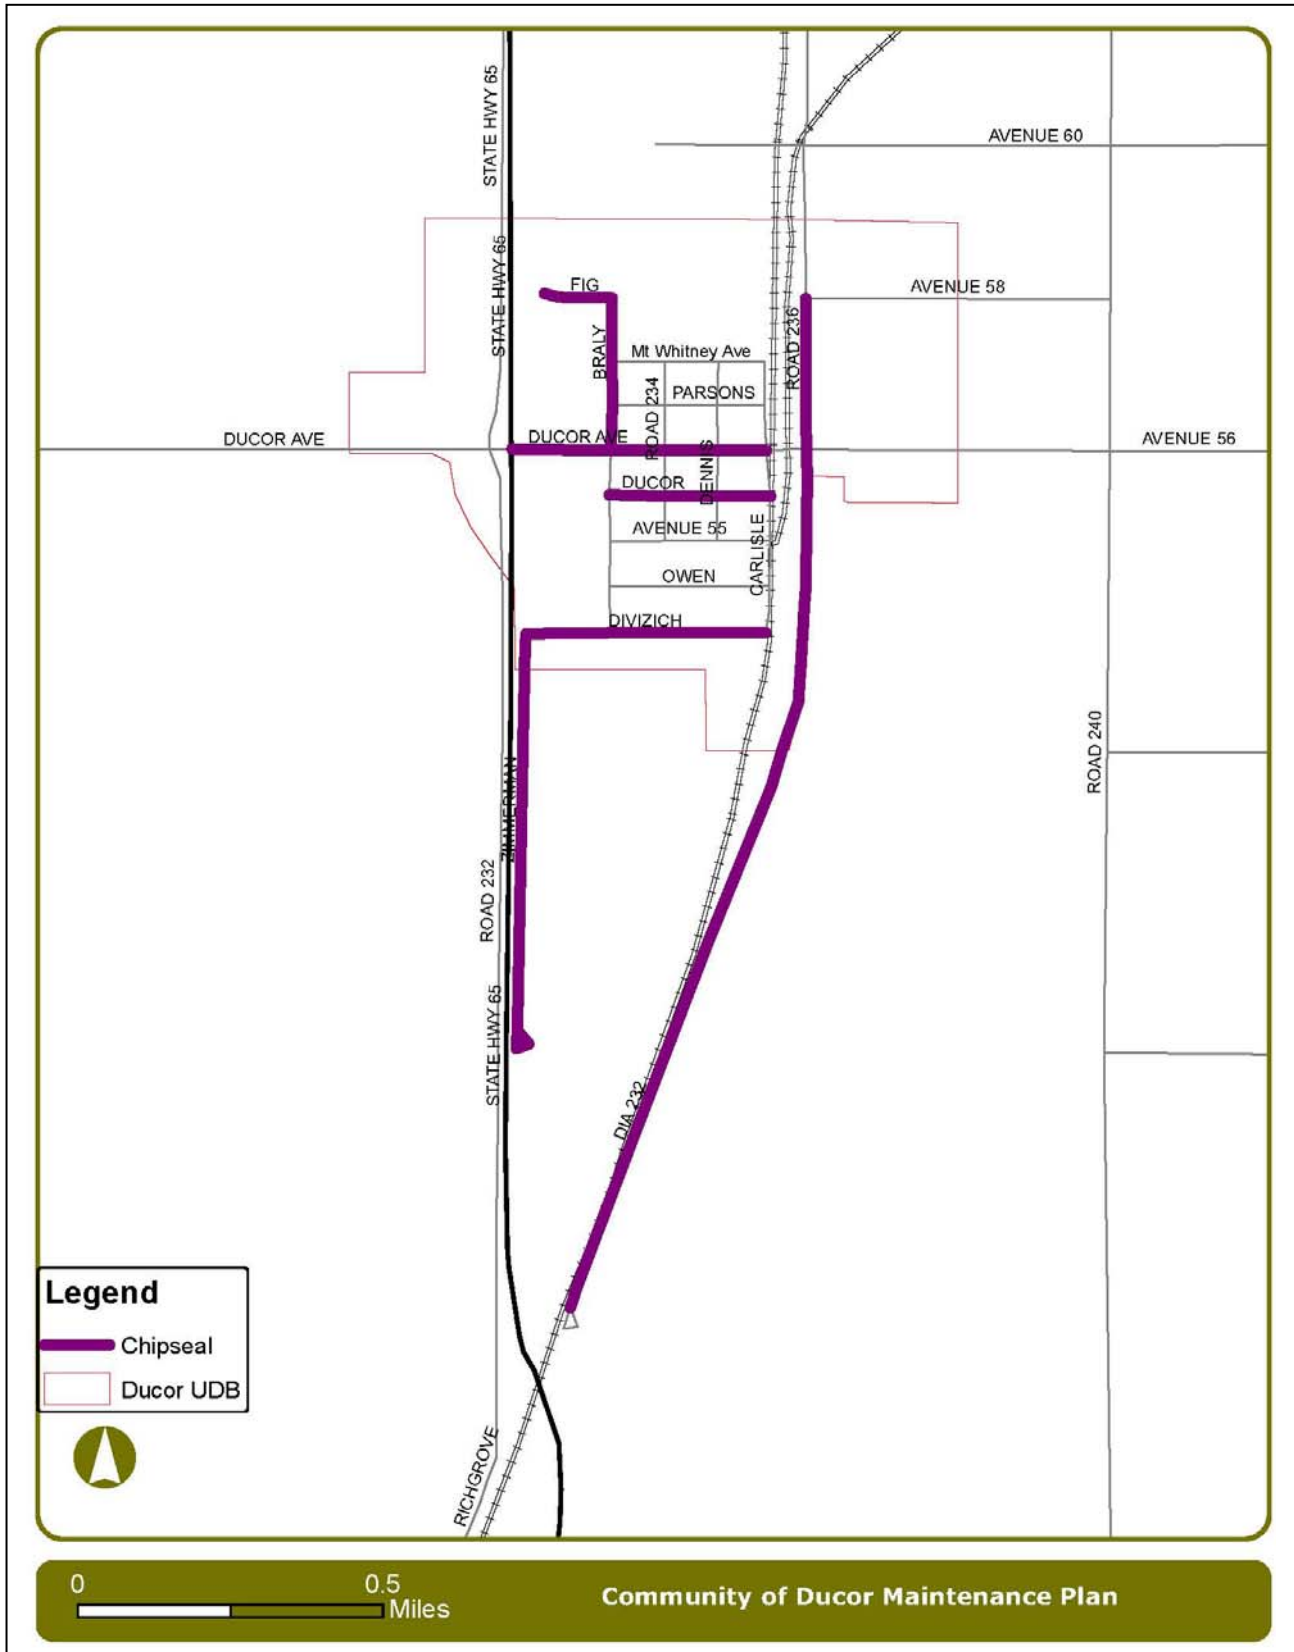 STATE HWY 65
AVENUE 60
STATE HWY 65
FIG
AVENUE 58
BRALY
ROAD 236
Mt Whitney Ave
ROAD 234
PARSONS
DUCOR AVE
DUCOR AVE
AVENUE 56
DENNIS
DUCOR
AVENUE 55
CARLISLE
OWEN
DIVIZICH
ROAD 240
ZIMMERMAN
ROAD 232
STATE HWY 65
DIA 232
RICHGROVE
Legend
Chipseal
Ducor UDB
0 0.5
Miles
Community of Ducor Maintenance Plan